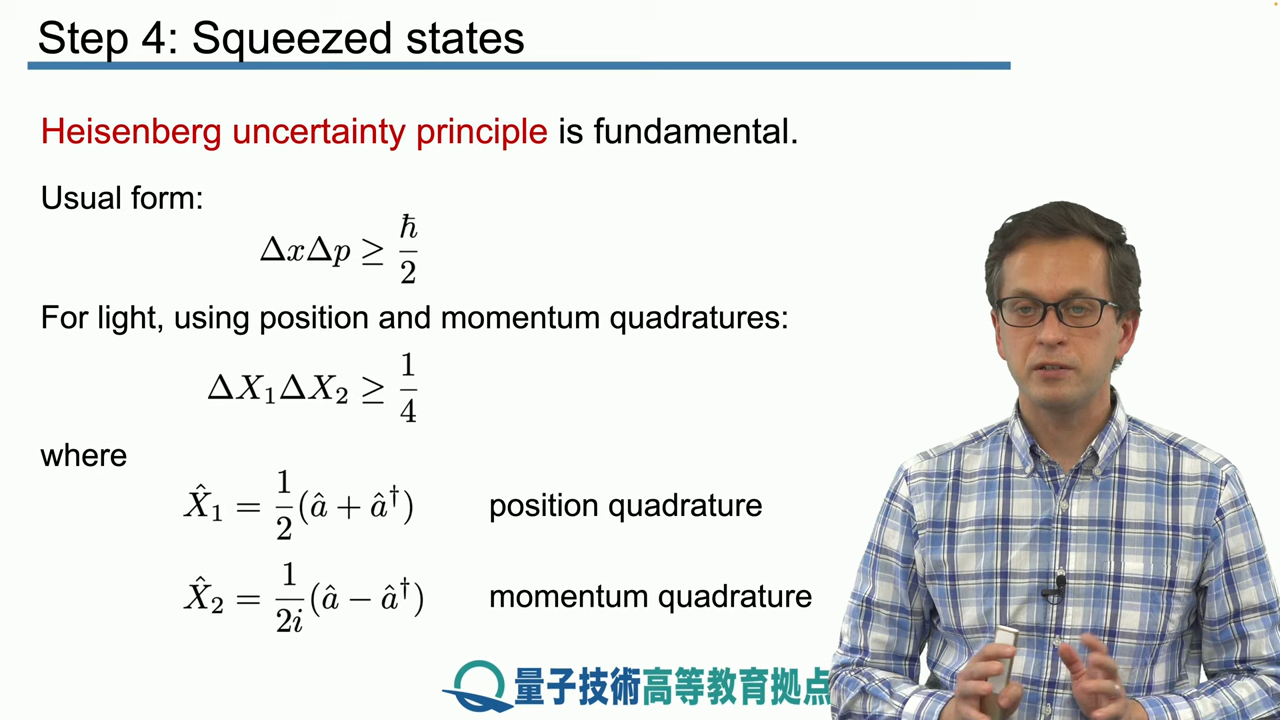 Step 4: Squeezed states
Heisenberg uncertainty principle is fundamental.
Usual form:
ΔxΔp ≥ ħ/2
For light, using position and momentum quadratures:
ΔX₁ΔX₂ ≥ 1/4
where
X̂₁ = 1/2(â + â†) position quadrature
X̂₂ = 1/2i(â − â†) momentum quadrature
量子技術高等教育拠点